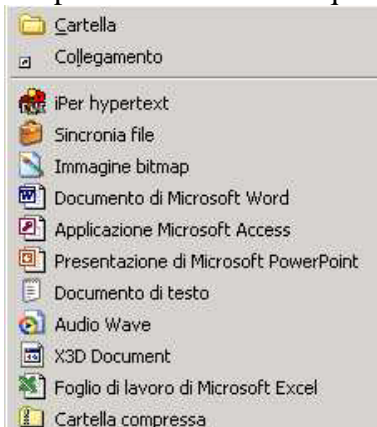 Cartella
Collegamento
iPer hypertext
Sincronia file
Immagine bitmap
Documento di Microsoft Word
Applicazione Microsoft Access
Presentazione di Microsoft PowerPoint
Documento di testo
Audio Wave
X3D Document
Foglio di lavoro di Microsoft Excel
Cartella compressa